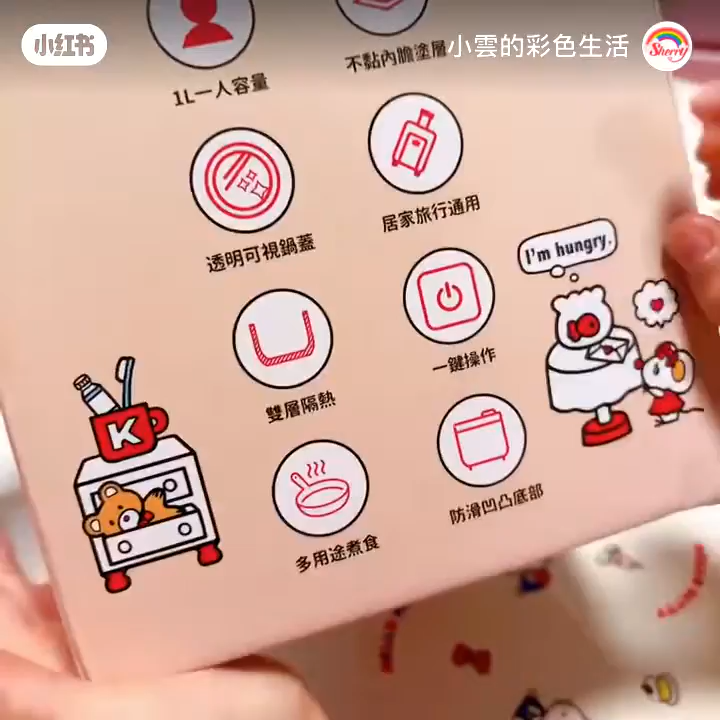 小红书
小雲的彩色生活
Sherry
1L一人容量
不黏內膽塗層
透明可視鍋蓋
居家旅行通用
I'm hungry.
雙層隔熱
一鍵操作
K
多用途煮食
防滑凹凸底部